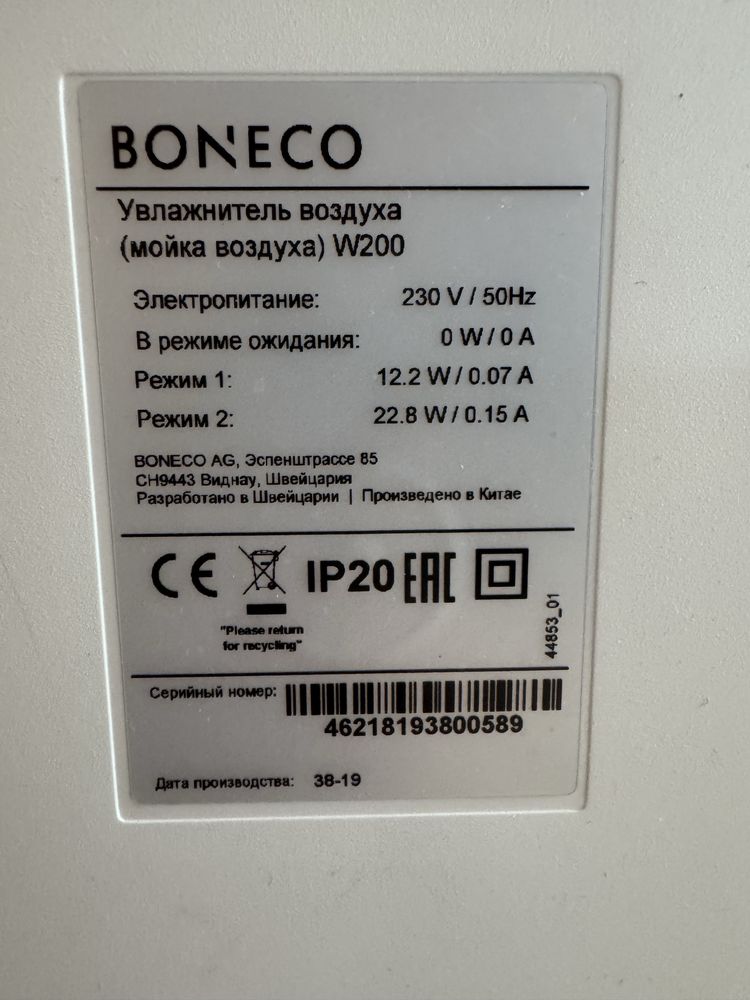 BONECO
Увлажнитель воздуха
(мойка воздуха) W200
Электропитание: 230 V / 50Hz
В режиме ожидания: 0 W / 0 A
Режим 1: 12.2 W / 0.07 A
Режим 2: 22.8 W / 0.15 A
BONECO AG, Эспенштрассе 85
CH9443 Виднау, Швейцария
Разработано в Швейцарии | Произведено в Китае
CE IP20 EAC
"Please return
for recycling"
44853_01
Серийный номер:
46218193800589
Дата производства: 38-19